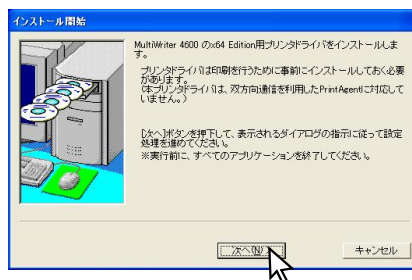 インストール開始
MultiWriter 4600 のx64 Edition用プリンタドライバをインストールしま
す。
プリンタドライバは印刷を行うために事前にインストールしておく必要
があります。
(本プリンタドライバは、双方向通信を利用したPrintAgentに対応して
いません。)
[次へ]ボタンを押下して、表示されるダイアログの指示に従って設定
処理を進めてください。
※実行前に、すべてのアプリケーションを終了してください。
次へ(N)
キャンセル